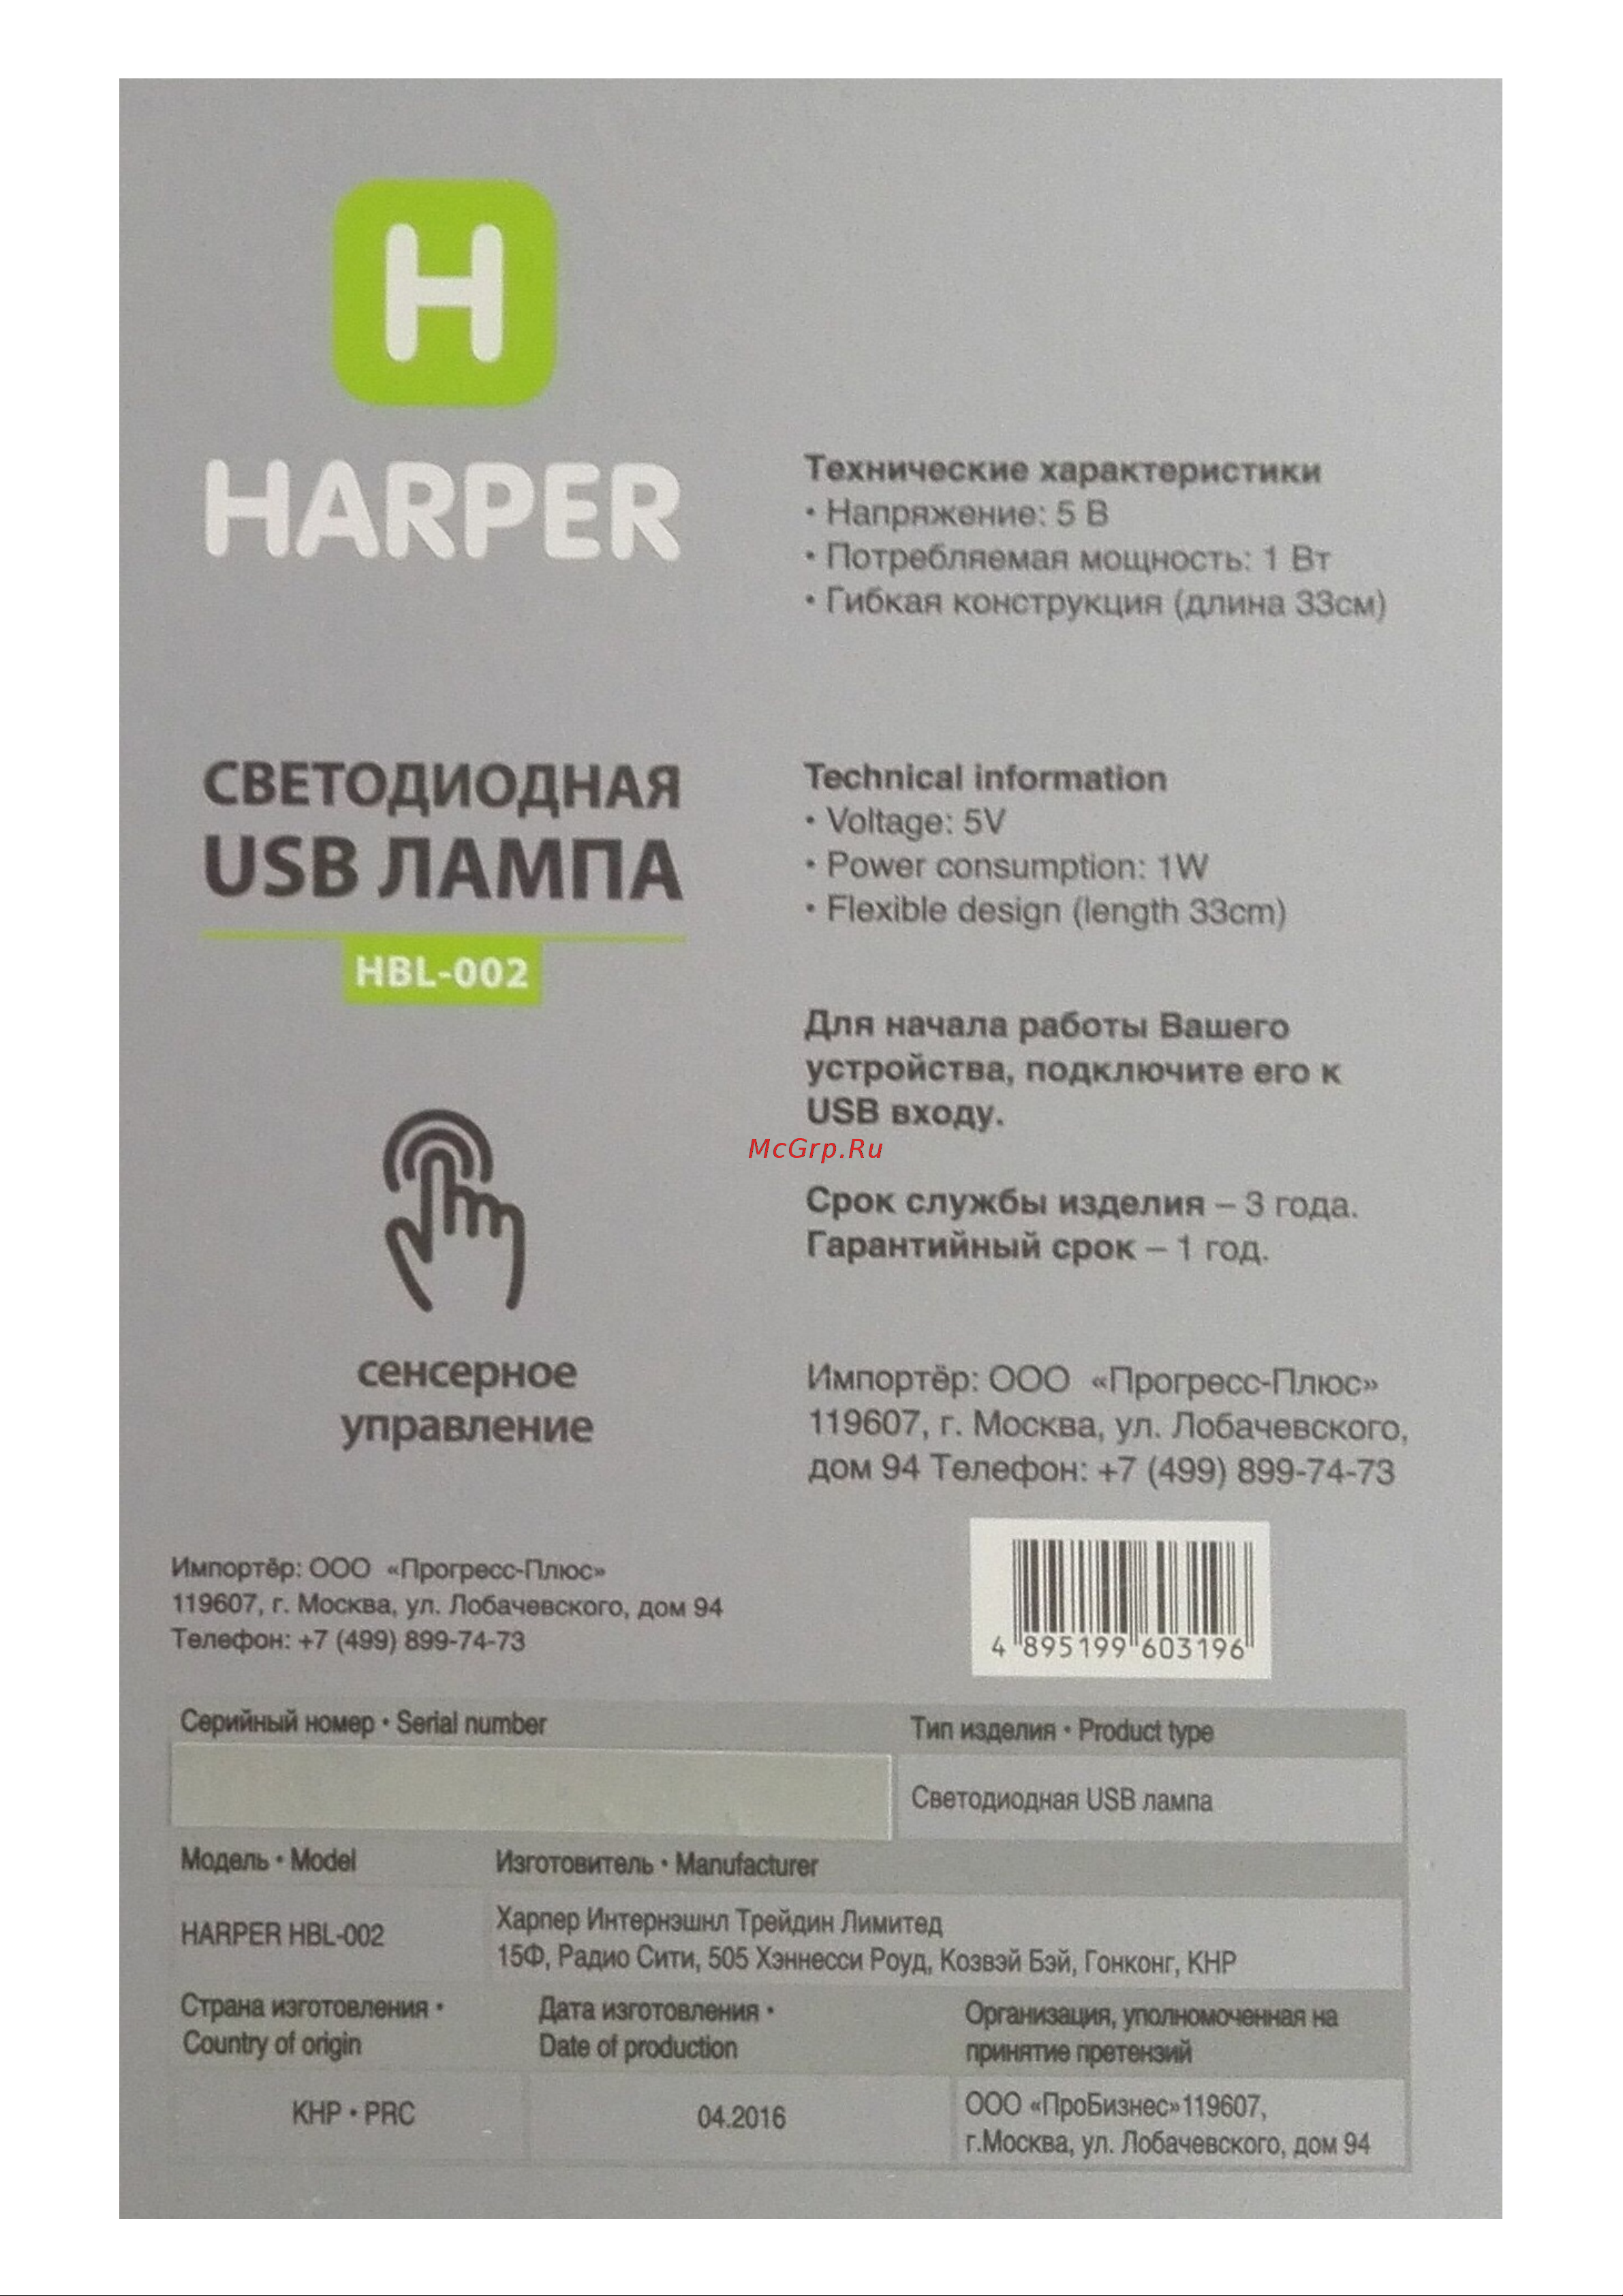 H
HARPER
СВЕТОДИОДНАЯ
USB ЛАМПА
HBL-002
сенсерное
управление
Технические характеристики
• Напряжение: 5 В
• Потребляемая мощность: 1 Вт
• Гибкая конструкция (длина 33см)
Technical information
• Voltage: 5V
• Power consumption: 1W
• Flexible design (length 33cm)
Для начала работы Вашего
устройства, подключите его к
USB входу.
McGrp.Ru
Срок службы изделия – 3 года.
Гарантийный срок – 1 год.
Импортёр: ООО «Прогресс-Плюс»
119607, г. Москва, ул. Лобачевского,
дом 94 Телефон: +7 (499) 899-74-73
4 895199 603196
Импортёр: ООО «Прогресс-Плюс»
119607, г. Москва, ул. Лобачевского, дом 94
Телефон: +7 (499) 899-74-73
Серийный номер • Serial number
Тип изделия • Product type
Светодиодная USB лампа
Модель • Model
Изготовитель • Manufacturer
HARPER HBL-002
Харпер Интернэшнл Трейдин Лимитед
15Ф, Радио Сити, 505 Хэннесси Роуд, Козвэй Бэй, Гонконг, КНР
Страна изготовления •
Country of origin
Дата изготовления •
Date of production
Организация, уполномоченная на
принятие претензий
КНР • PRC
04.2016
ООО «ПроБизнес»119607,
г.Москва, ул. Лобачевского, дом 94